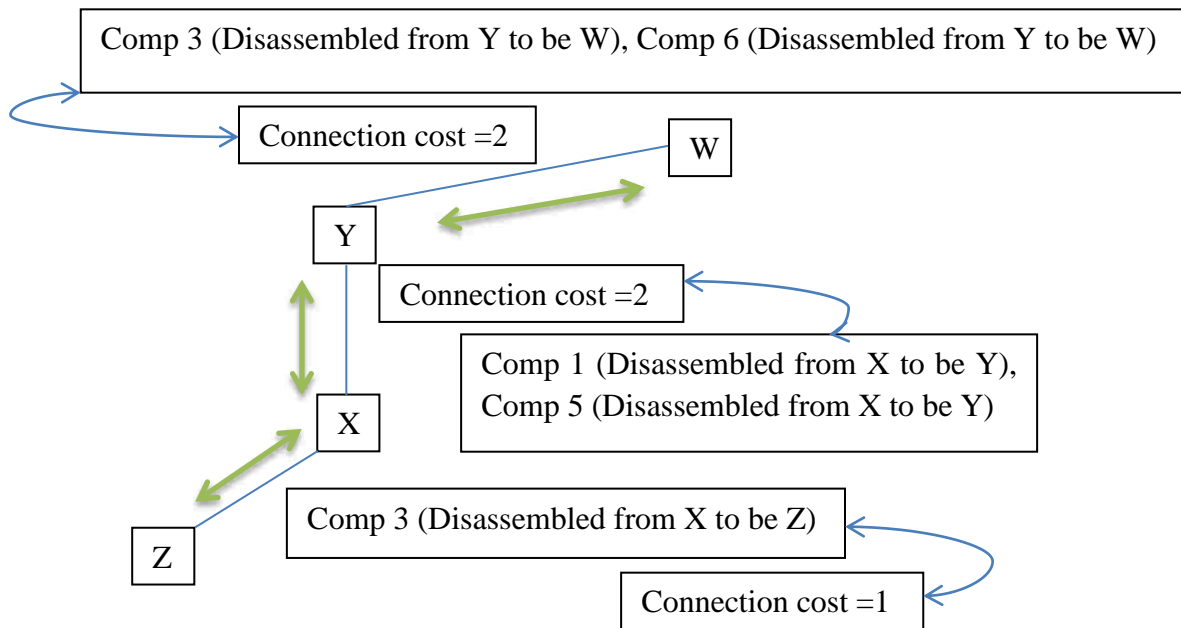 Comp 3 (Disassembled from Y to be W), Comp 6 (Disassembled from Y to be W)
Connection cost =2
W
Y
Connection cost =2
Comp 1 (Disassembled from X to be Y),
Comp 5 (Disassembled from X to be Y)
X
Comp 3 (Disassembled from X to be Z)
Z
Connection cost =1